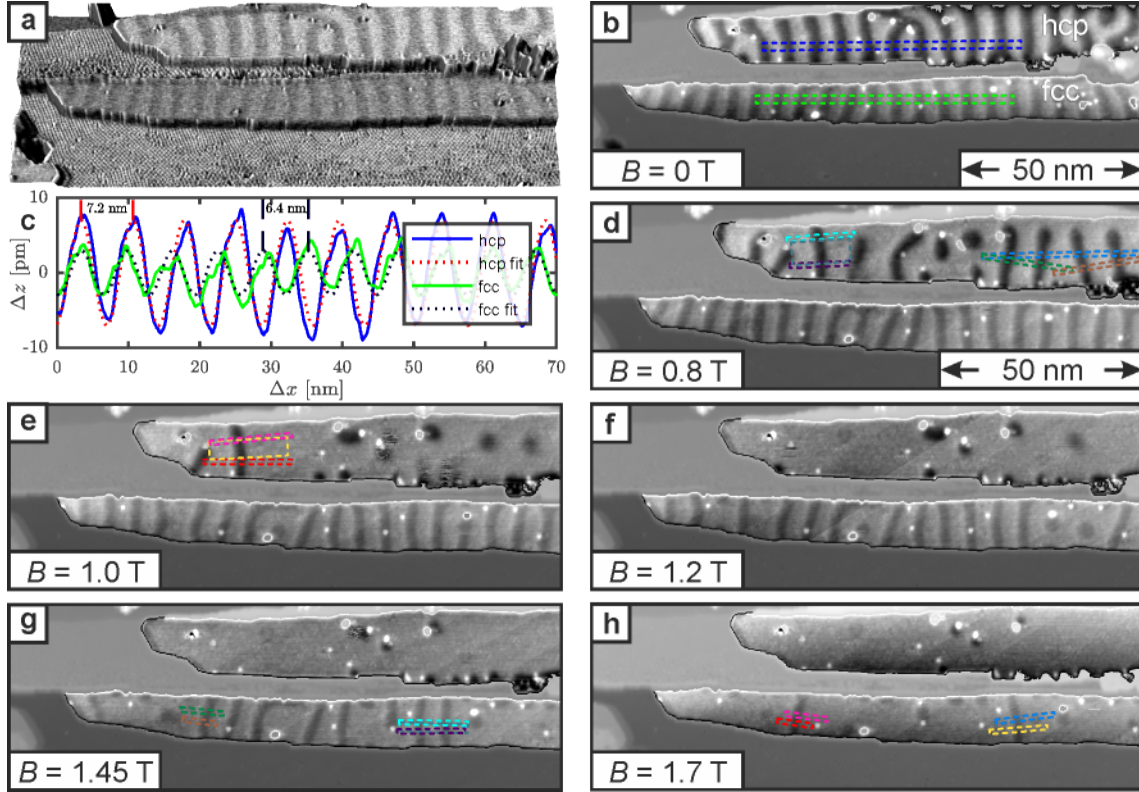 a
b
hcp
fcc
B = 0 T
50 nm
c
10
0
-10
Δz [pm]
7.2 nm
6.4 nm
hcp
hcp fit
fcc
fcc fit
0 10 20 30 40 50 60 70
Δx [nm]
d
B = 0.8 T
50 nm
e
B = 1.0 T
f
B = 1.2 T
g
B = 1.45 T
h
B = 1.7 T